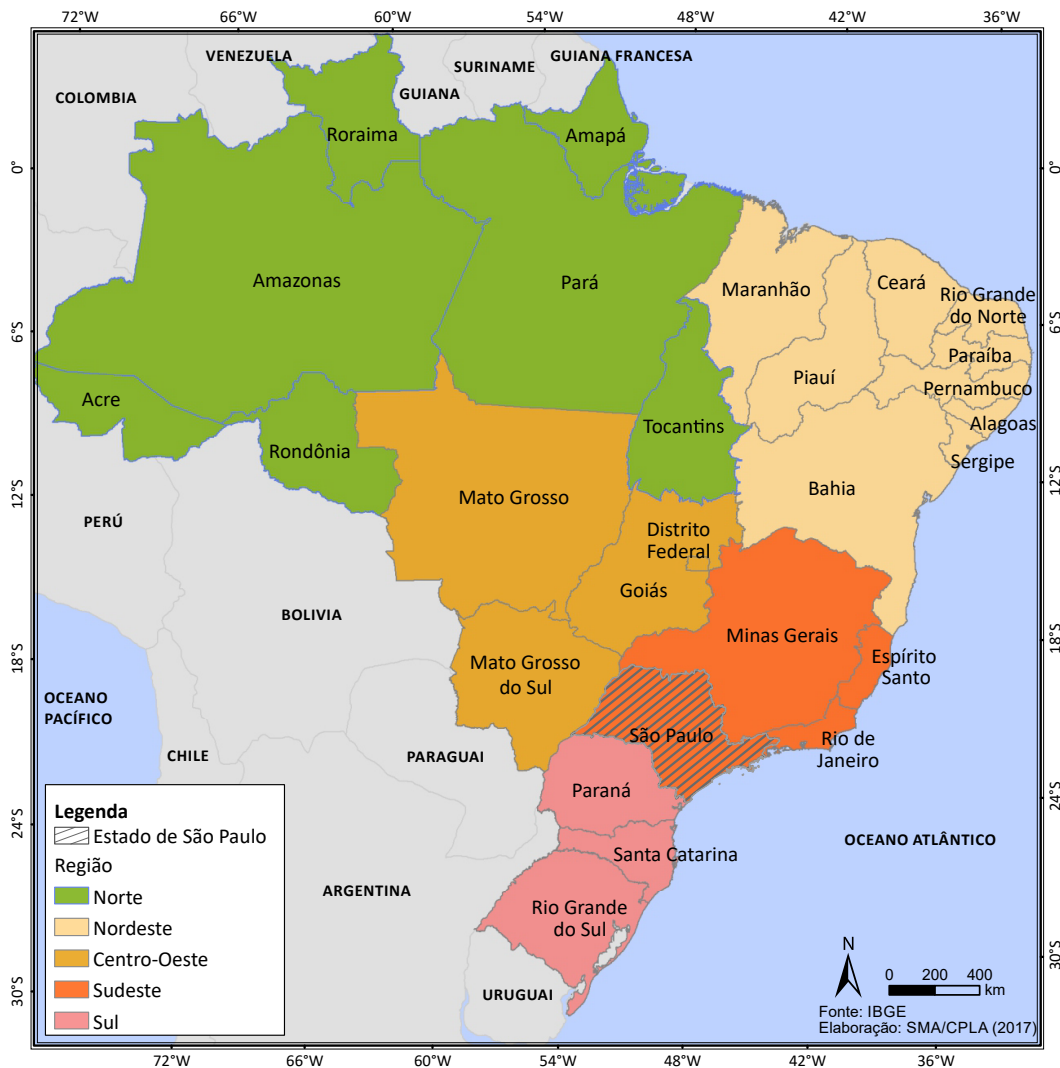 72°W 66°W 60°W 54°W 48°W 42°W 36°W
VENEZUELA
SURINAME
GUIANA FRANCESA
COLOMBIA
GUIANA
Roraima
Amapá
0°
0°
Amazonas
Pará
Maranhão
Ceará
Rio Grande
do Norte
6°S
6°S
Paraíba
Piauí
Pernambuco
Acre
Tocantins
Alagoas
Rondônia
Sergipe
Bahia
12°S
12°S
Mato Grosso
PERÚ
Distrito
Federal
Goiás
BOLIVIA
Minas Gerais
18°S
18°S
Espírito
Santo
Mato Grosso
do Sul
OCEANO
PACÍFICO
São Paulo
Rio de
Janeiro
CHILE
PARAGUAI
Paraná
24°S
24°S
OCEANO ATLÂNTICO
Santa Catarina
ARGENTINA
Rio Grande
do Sul
URUGUAI
30°S
30°S
Legenda
Estado de São Paulo
Região
Norte
Nordeste
Centro-Oeste
Sudeste
Sul
N
0 200 400
km
Fonte: IBGE
Elaboração: SMA/CPLA (2017)
72°W 66°W 60°W 54°W 48°W 42°W 36°W